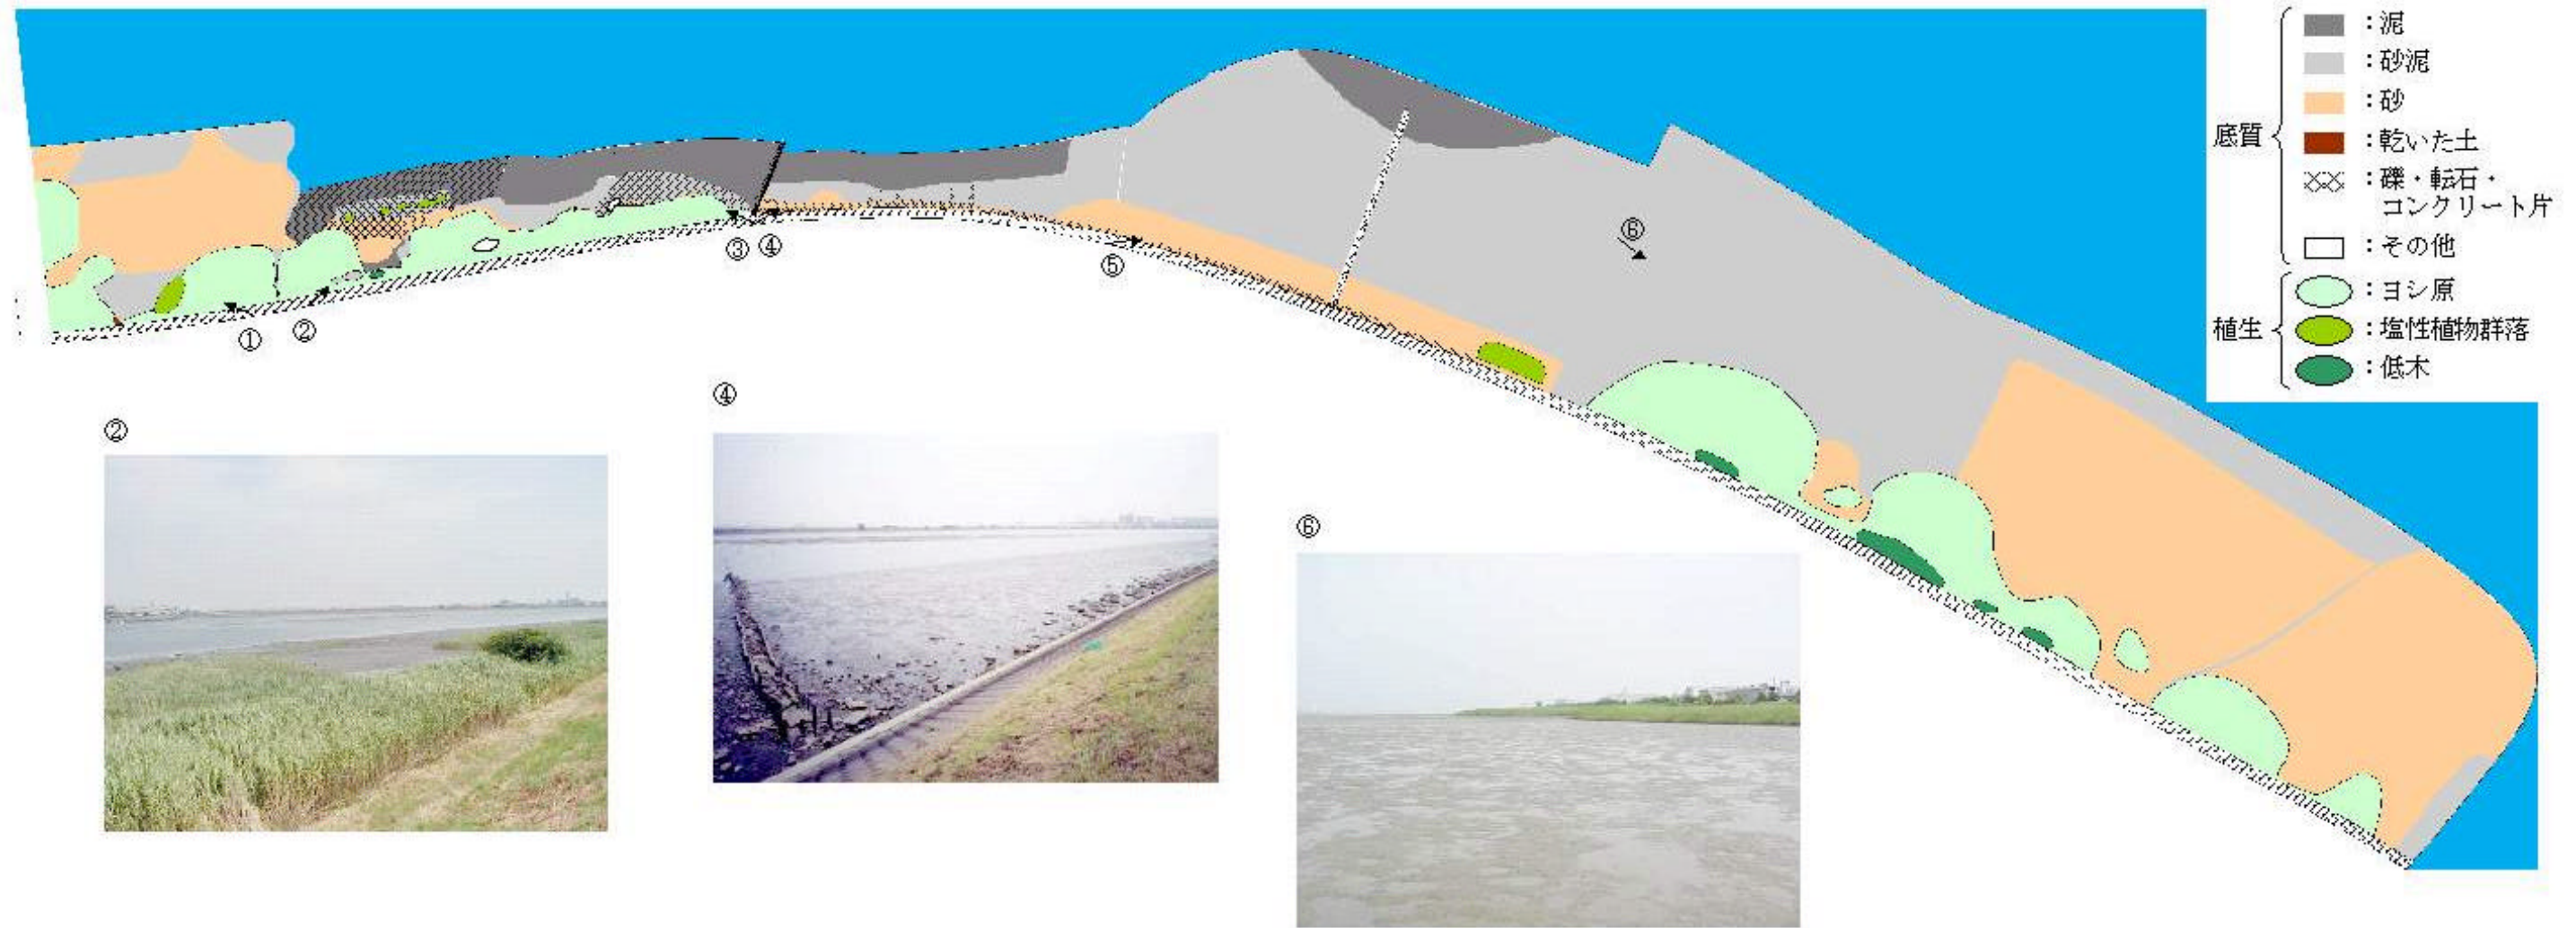 底質
:泥
:砂泥
:砂
:乾いた土
:礫・転石・
コンクリート片
:その他
植生
:ヨシ原
:塩性植物群落
:低木
①
②
③ ④
⑤
⑥
②
④
⑥